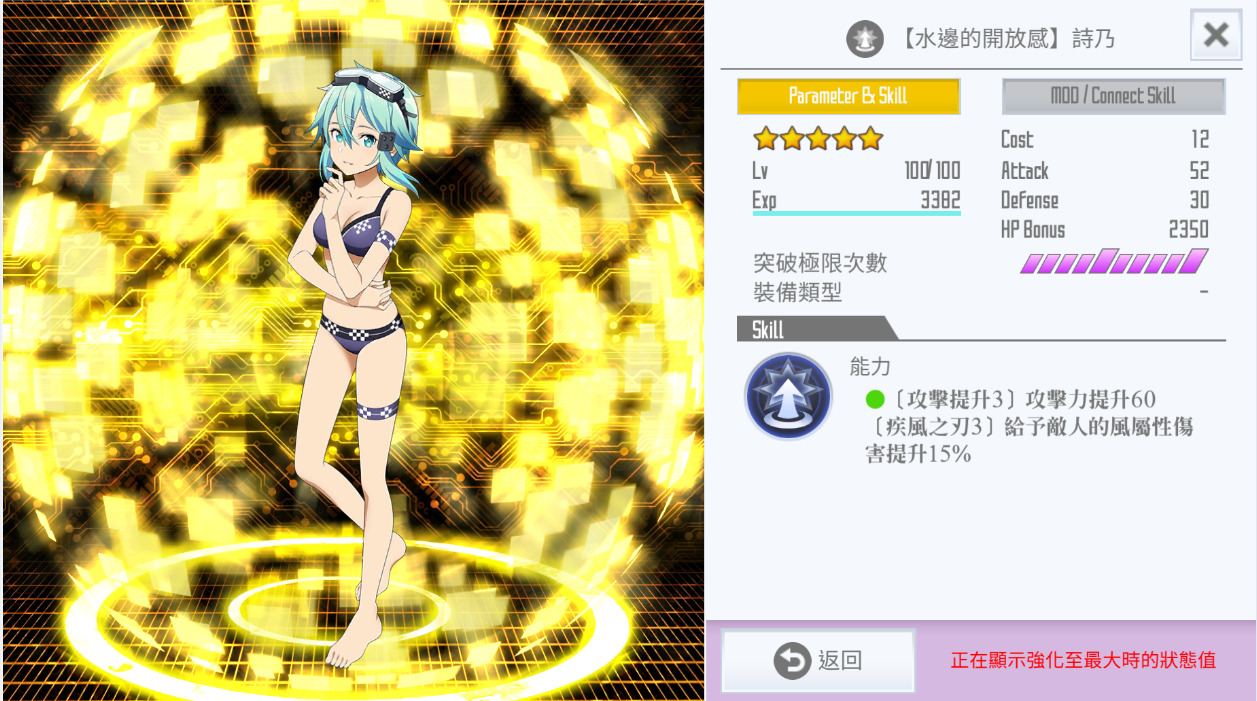 【水邊的開放感】詩乃
Parameter & Skill
MOD / Connect Skill
Lv 100/100
Exp 3382
Cost 12
Attack 52
Defense 30
HP Bonus 2350
突破極限次數
裝備類型 -
Skill
能力
〔攻擊提升3〕攻擊力提升60
〔疾風之刃3〕給予敵人的風屬性傷
害提升15%
返回
正在顯示強化至最大時的狀態值